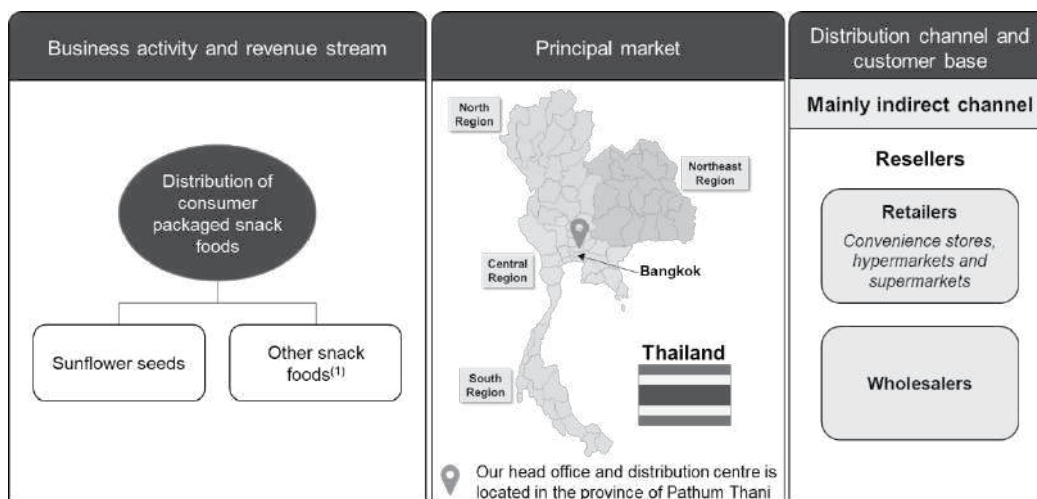 Business activity and revenue stream
Distribution of
consumer
packaged snack
foods
Sunflower seeds
Other snack
foods(1)
Principal market
North
Region
Northeast
Region
Central
Region
Bangkok
Thailand
South
Region
Our head office and distribution centre is
located in the province of Pathum Thani
Distribution channel and
customer base
Mainly indirect channel
Resellers
Retailers
Convenience stores,
hypermarkets and
supermarkets
Wholesalers